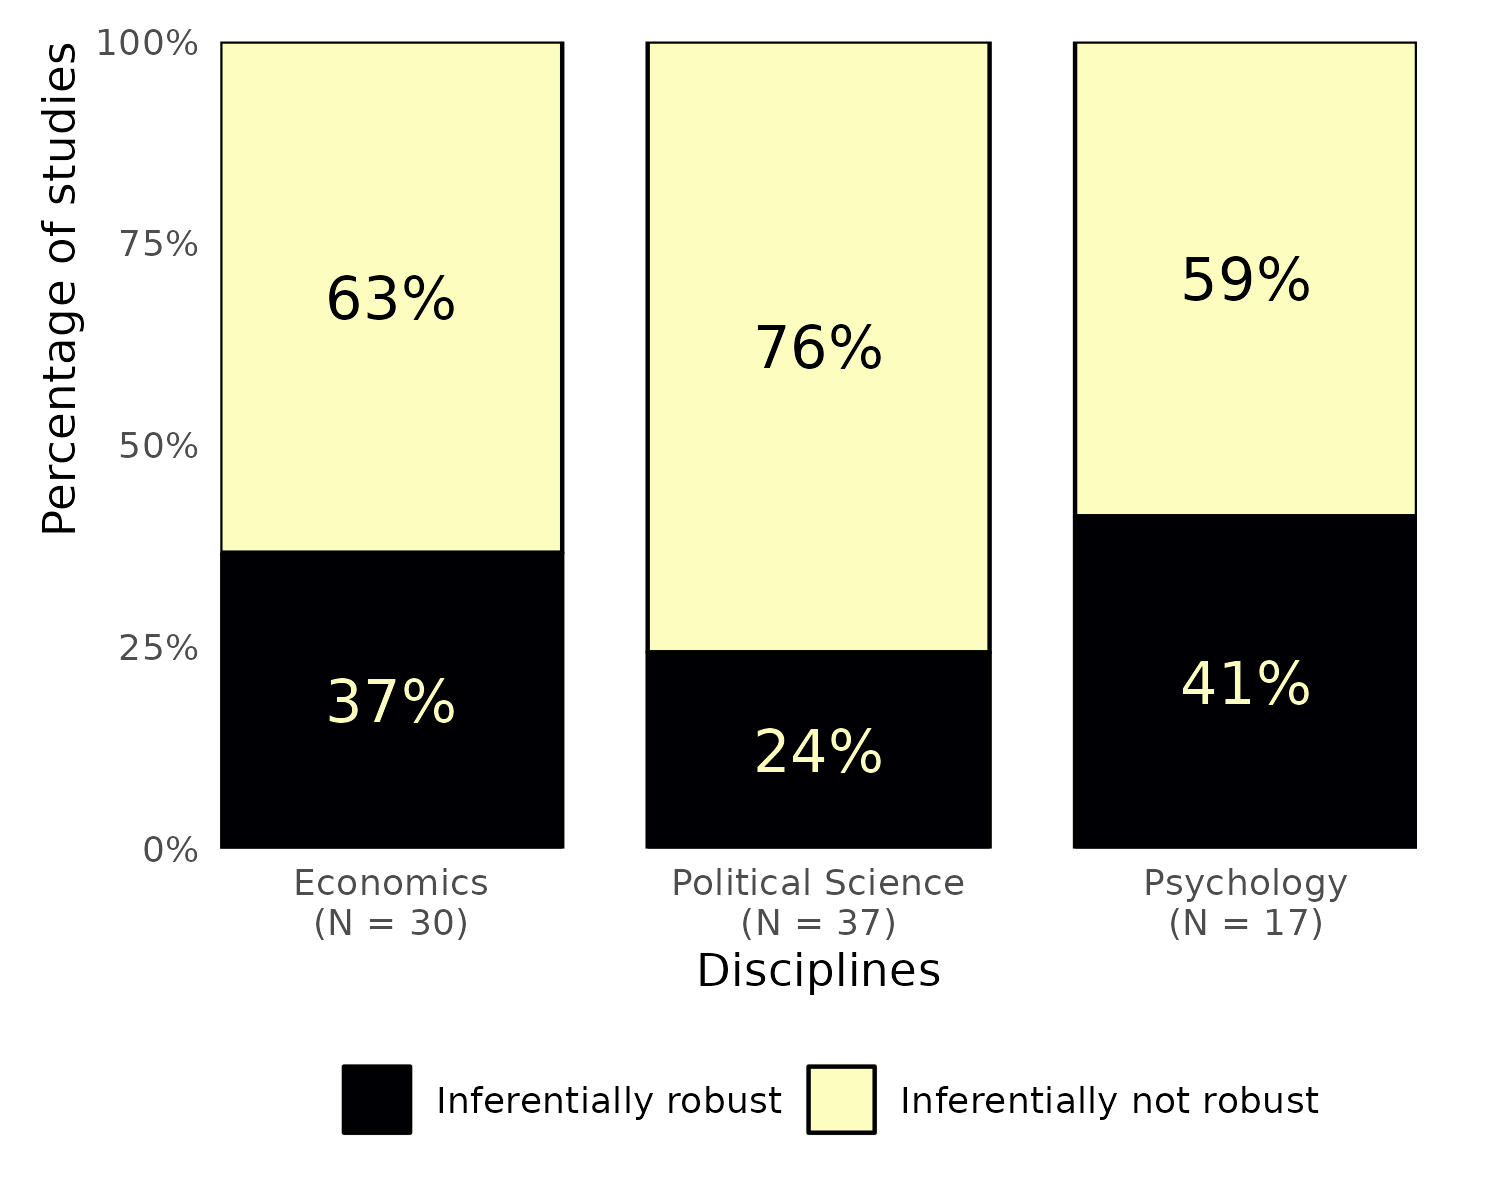 Percentage of studies
100%
75%
50%
25%
0%
63%
76%
59%
37%
24%
41%
Economics
(N = 30)
Political Science
(N = 37)
Psychology
(N = 17)
Disciplines
Inferentially robust
Inferentially not robust